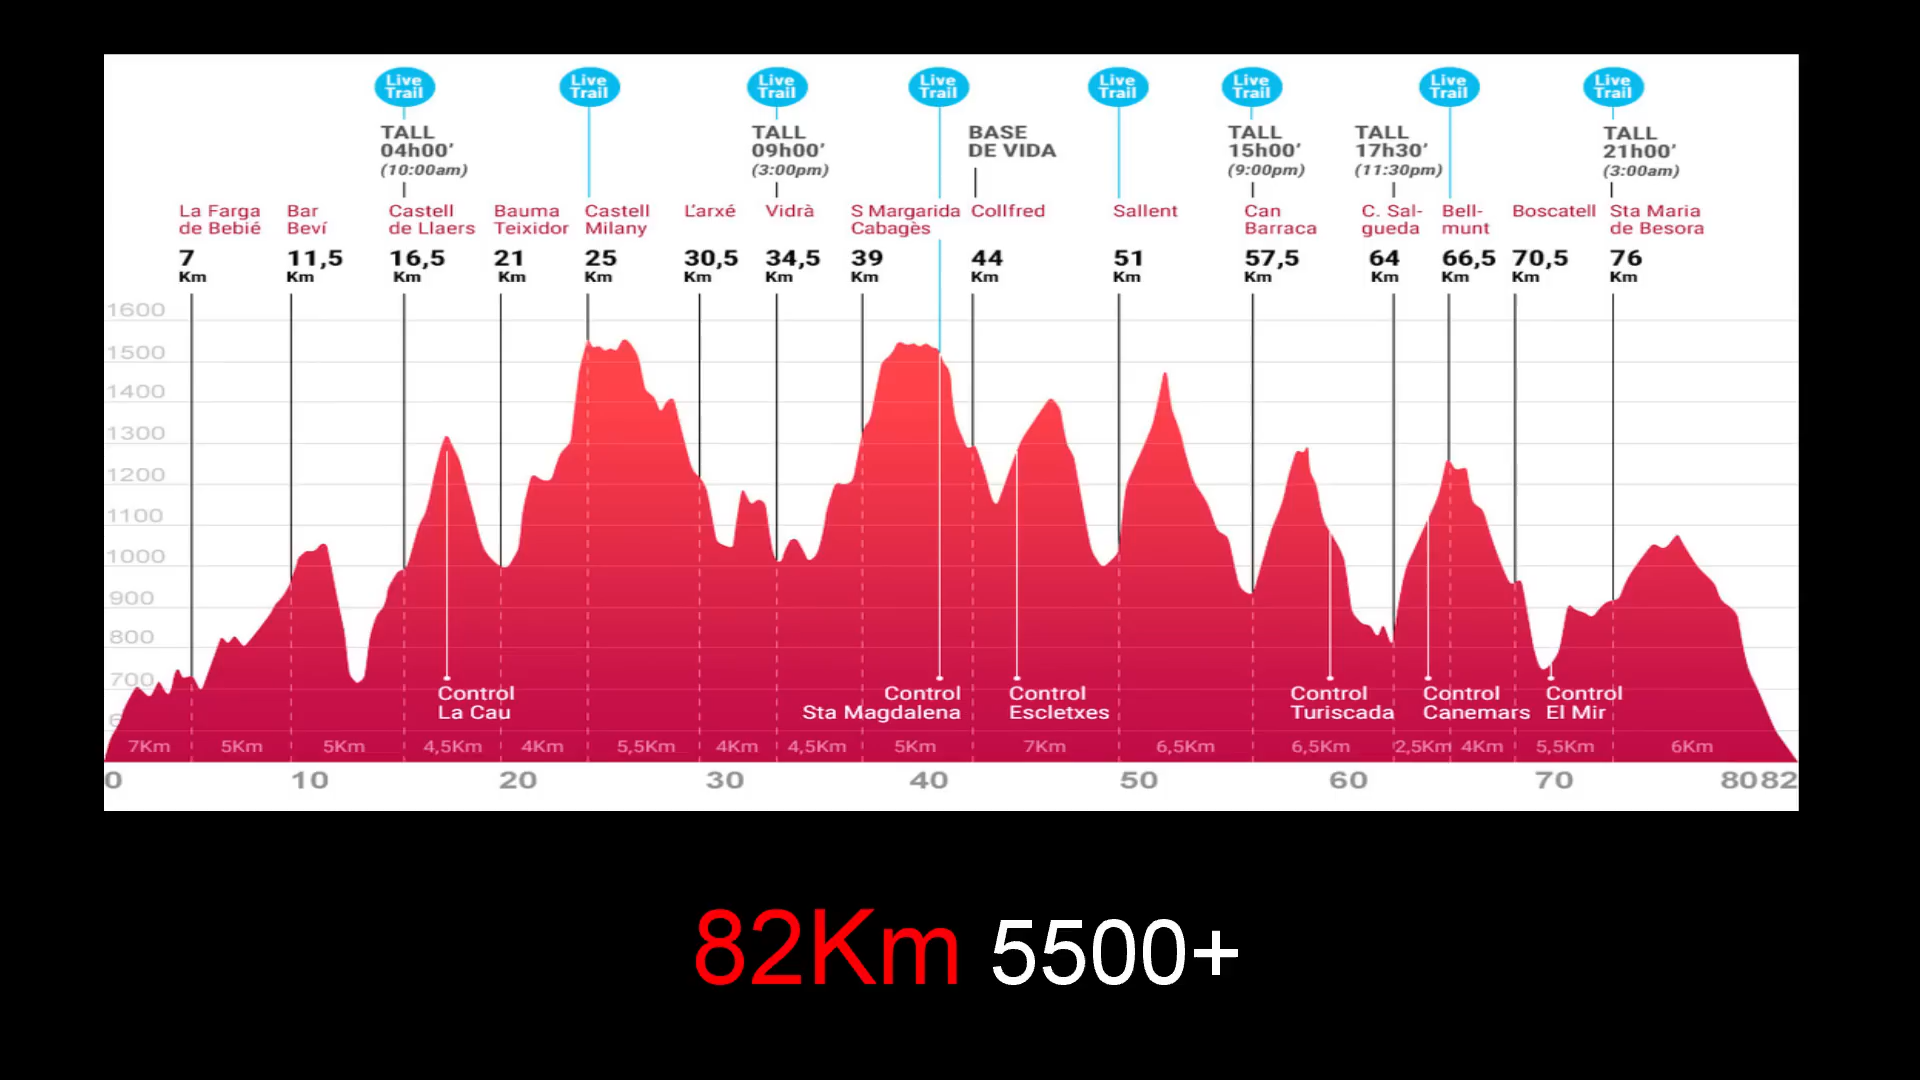 Live Trail
Live Trail
Live Trail
Live Trail
Live Trail
Live Trail
Live Trail
Live Trail
TALL
04h00’
(10:00am)
TALL
09h00’
(3:00pm)
BASE
DE VIDA
TALL
15h00’
(9:00pm)
TALL
17h30’
(11:30pm)
TALL
21h00’
(3:00am)
La Farga
de Bebié
7
Km
Bar
Beví
11,5
Km
Castell
de Llaers
16,5
Km
Bauma
Teixidor
21
Km
Castell
Milany
25
Km
L’arxé
30,5
Km
Vidrà
34,5
Km
S Margarida
Cabagès
39
Km
Collfred
44
Km
Sallent
51
Km
Can
Barraca
57,5
Km
C. Sal-
gueda
64
Km
Bell-
munt
66,5
Km
Boscatell
70,5
Km
Sta Maria
de Besora
76
Km
1600
1500
1400
1300
1200
1100
1000
900
800
700
Control
La Cau
Control
Sta Magdalena
Control
Escletxes
Control
Turiscada
Control
Canemars
Control
El Mir
7Km 5Km 5Km 4,5Km 4Km 5,5Km 4Km 4,5Km 5Km 7Km 6,5Km 6,5Km 2,5Km 4Km 5,5Km 6Km
0 10 20 30 40 50 60 70 80 82
82Km 5500+